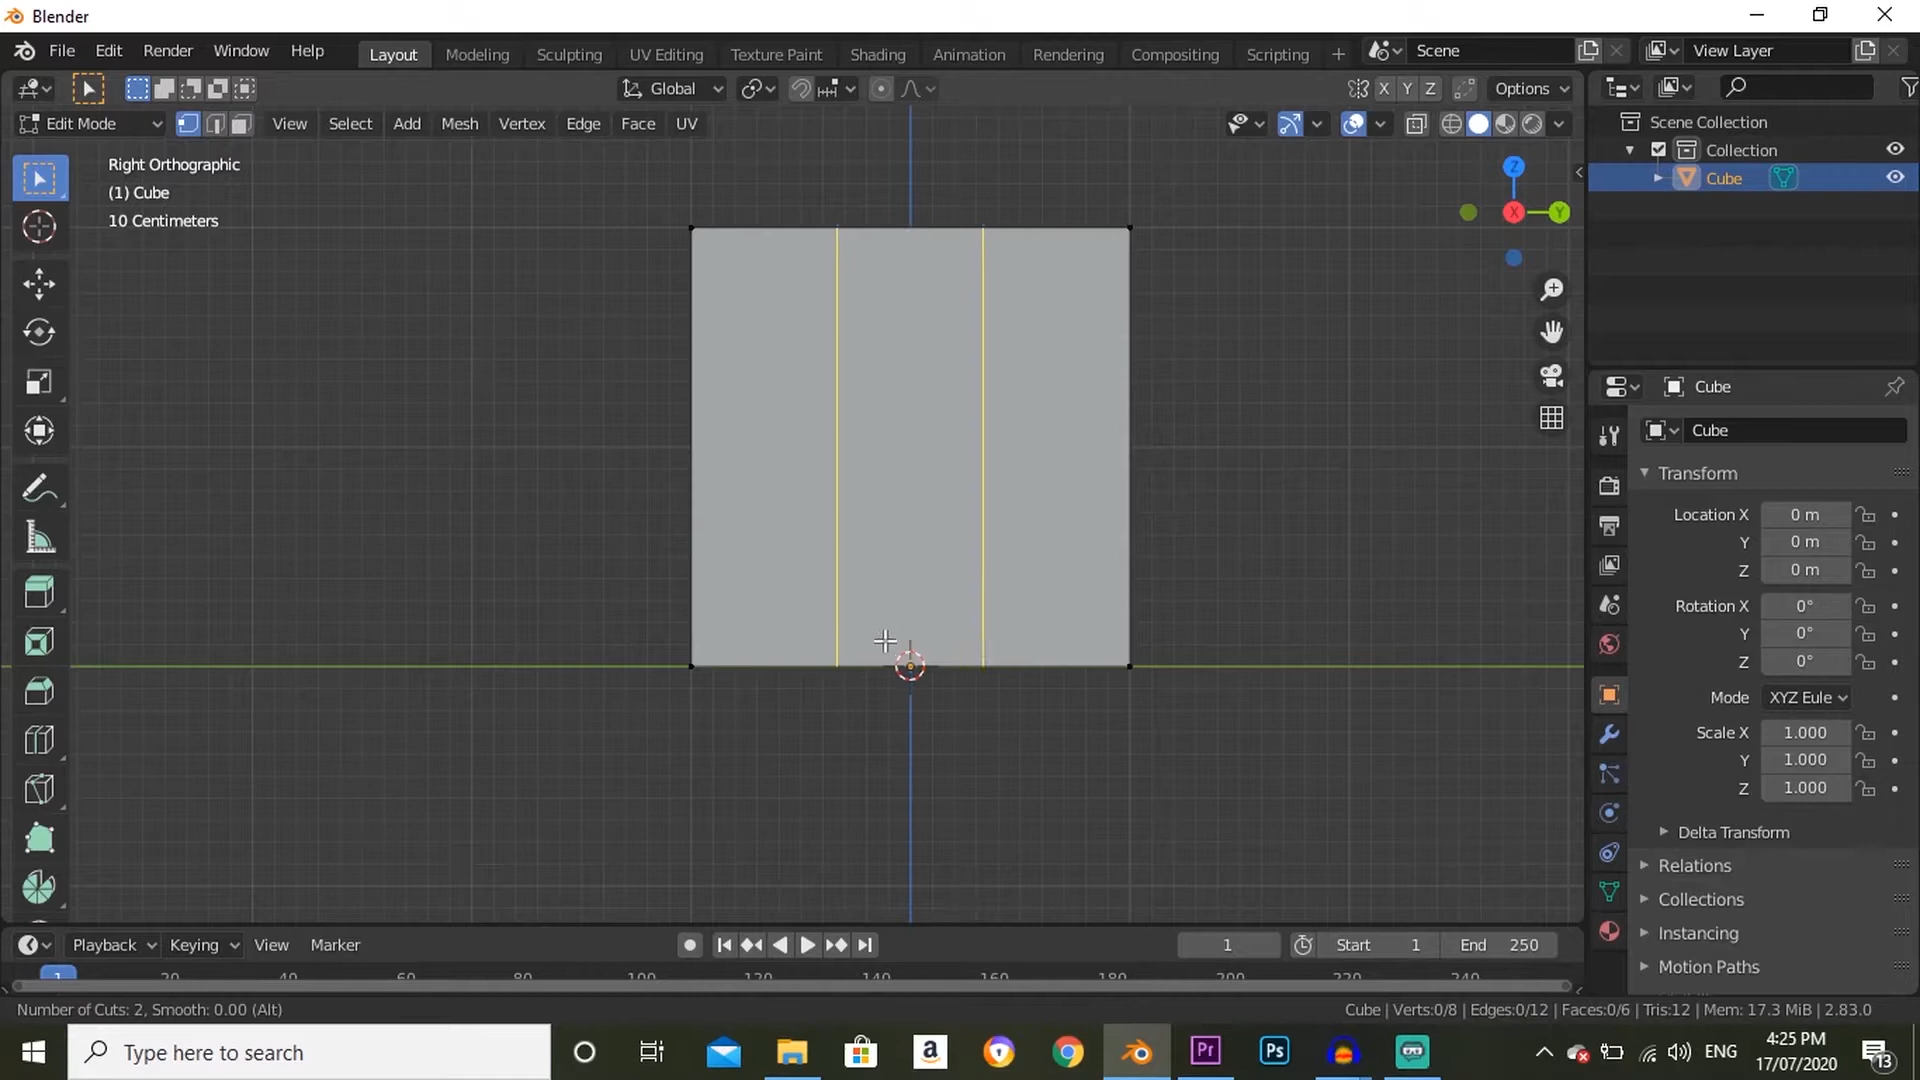 Blender
File Edit Render Window Help Layout Modeling Sculpting UV Editing Texture Paint Shading Animation Rendering Compositing Scripting + Scene View Layer
Global X Y Z Options
Edit Mode View Select Add Mesh Vertex Edge Face UV
Scene Collection
Collection
Cube
Right Orthographic
(1) Cube
10 Centimeters
Z
X
Y
Cube
Cube
Transform
Location X 0 m
Y 0 m
Z 0 m
Rotation X 0°
Y 0°
Z 0°
Mode XYZ Eule
Scale X 1.000
Y 1.000
Z 1.000
Delta Transform
Relations
Collections
Instancing
Motion Paths
Playback Keying View Marker 1 Start 1 End 250
1 20 40 60 80 100 120 140 160 180 200 220 240
Number of Cuts: 2, Smooth: 0.00 (Alt) Cube | Verts:0/8 | Edges:0/12 | Faces:0/6 | Tris:12 | Mem: 17.3 MiB | 2.83.0
Type here to search a Pr Ps ENG 4:25 PM
17/07/2020 13